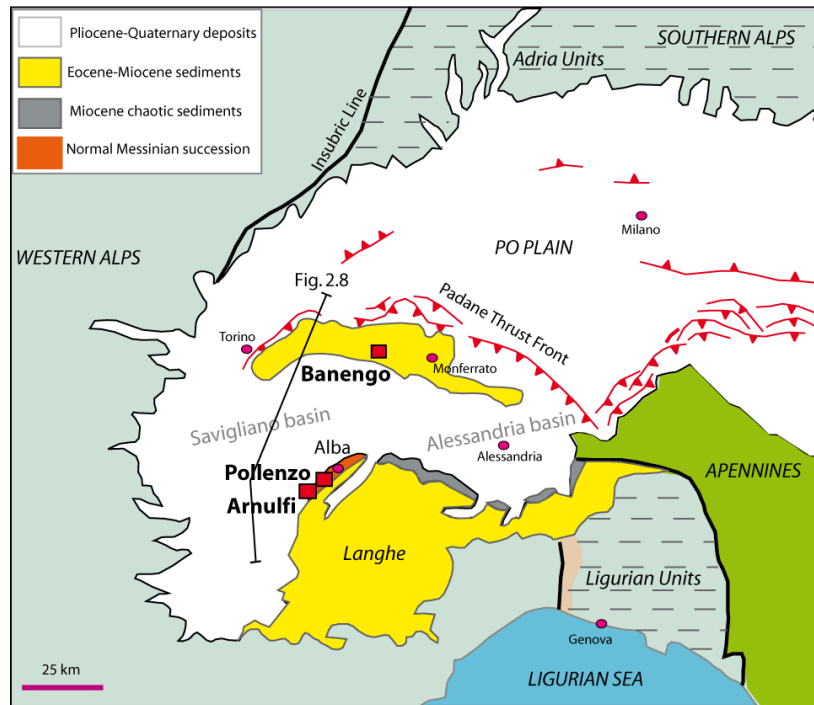 Pliocene-Quaternary deposits
Eocene-Miocene sediments
Miocene chaotic sediments
Normal Messinian succession
SOUTHERN ALPS
Adria Units
Insubric Line
WESTERN ALPS
Milano
PO PLAIN
Fig. 2.8
Padane Thrust Front
Torino
Monferrato
Banengo
Savigliano basin
Alessandria basin
Alba
Alessandria
Pollenzo
Arnulfi
APENNINES
Langhe
Ligurian Units
Genova
LIGURIAN SEA
25 km